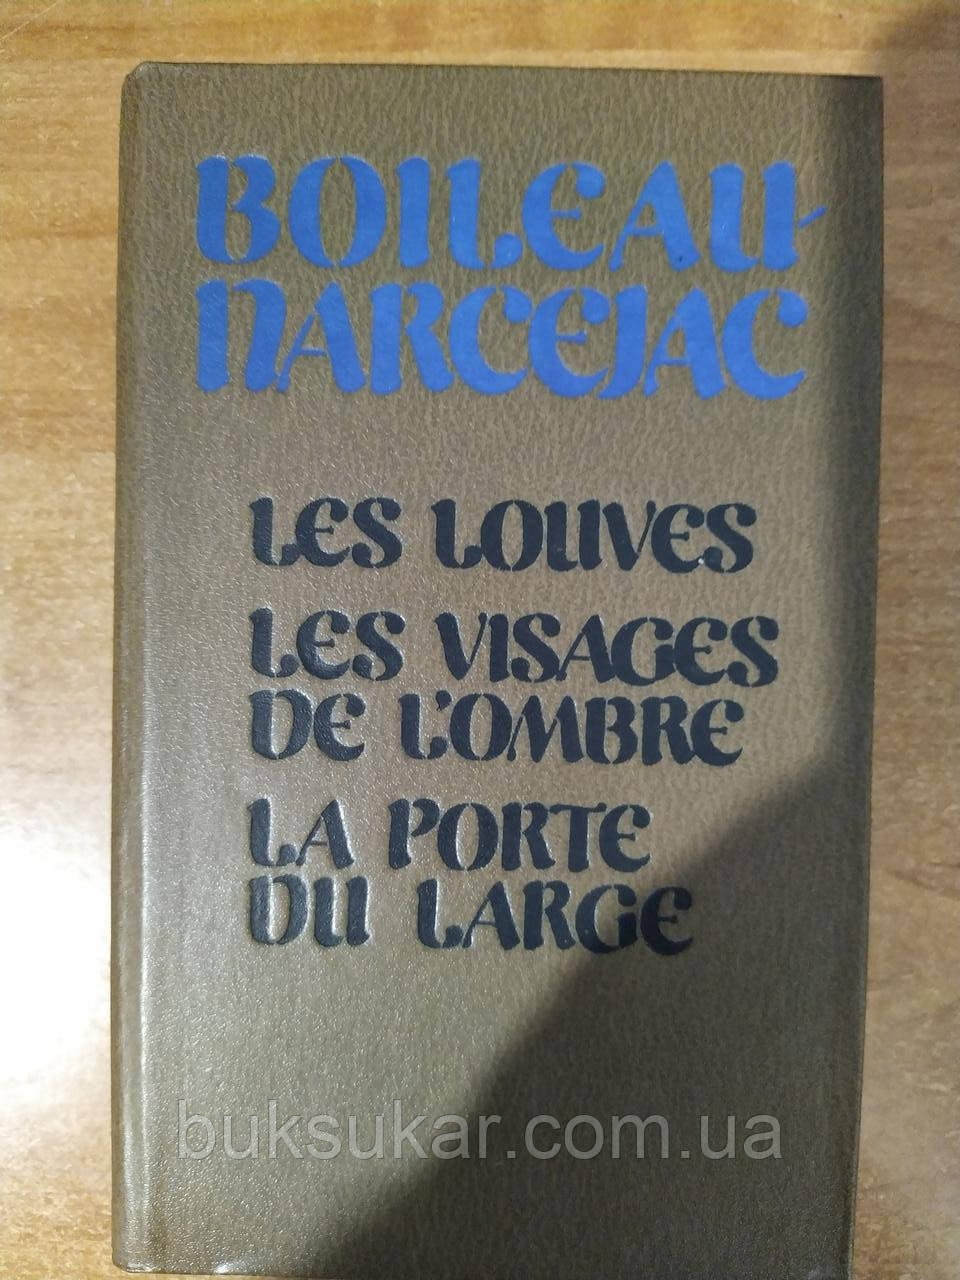 BOILEAU-
NARCEJAC
LES LOUVES
LES VISAGES
DE L'OMBRE
LA PORTE
DU LARGE
buksukar.com.ua